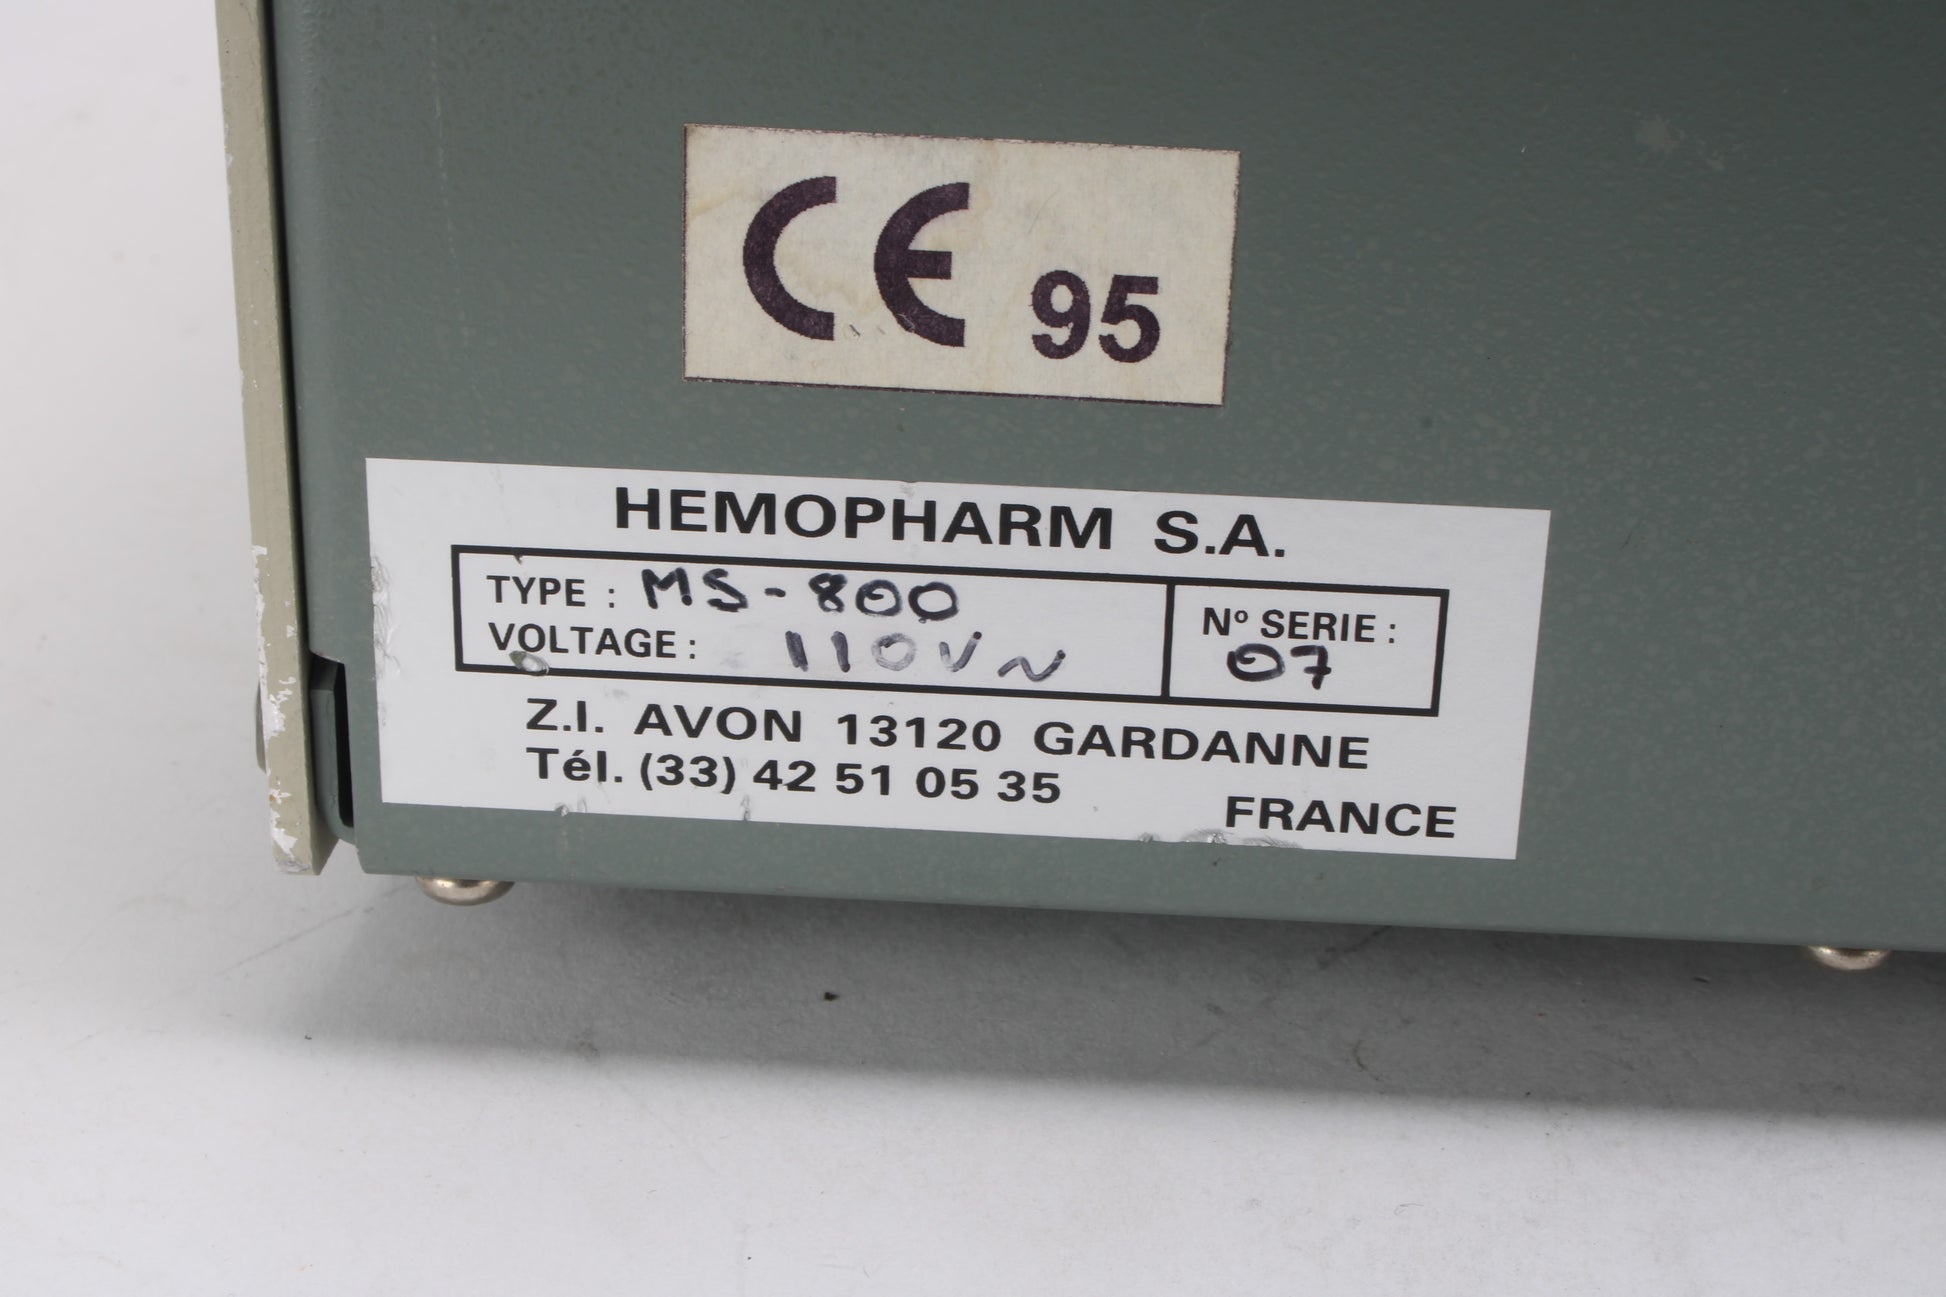 CE 95
HEMOPHARM S.A.
TYPE : MS-800
VOLTAGE : 110V~
Nº SERIE :
07
Z.I. AVON 13120 GARDANNE
Tél. (33) 42 51 05 35
FRANCE